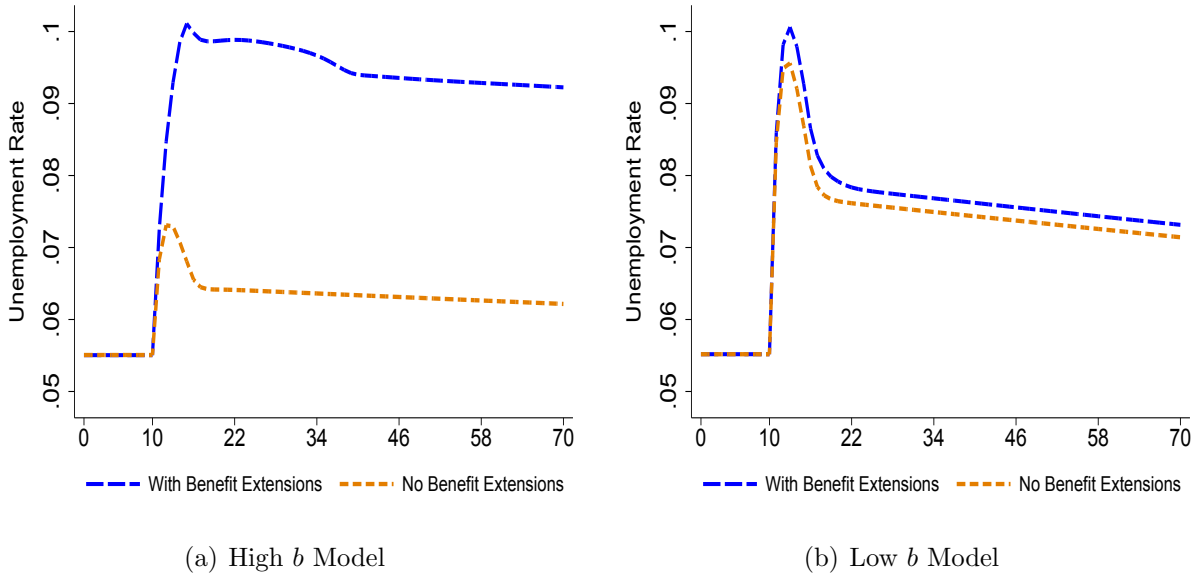 Unemployment Rate
.1
.09
.08
.07
.06
.05
0 10 22 34 46 58 70
With Benefit Extensions No Benefit Extensions
(a) High b Model
Unemployment Rate
.1
.09
.08
.07
.06
.05
0 10 22 34 46 58 70
With Benefit Extensions No Benefit Extensions
(b) Low b Model